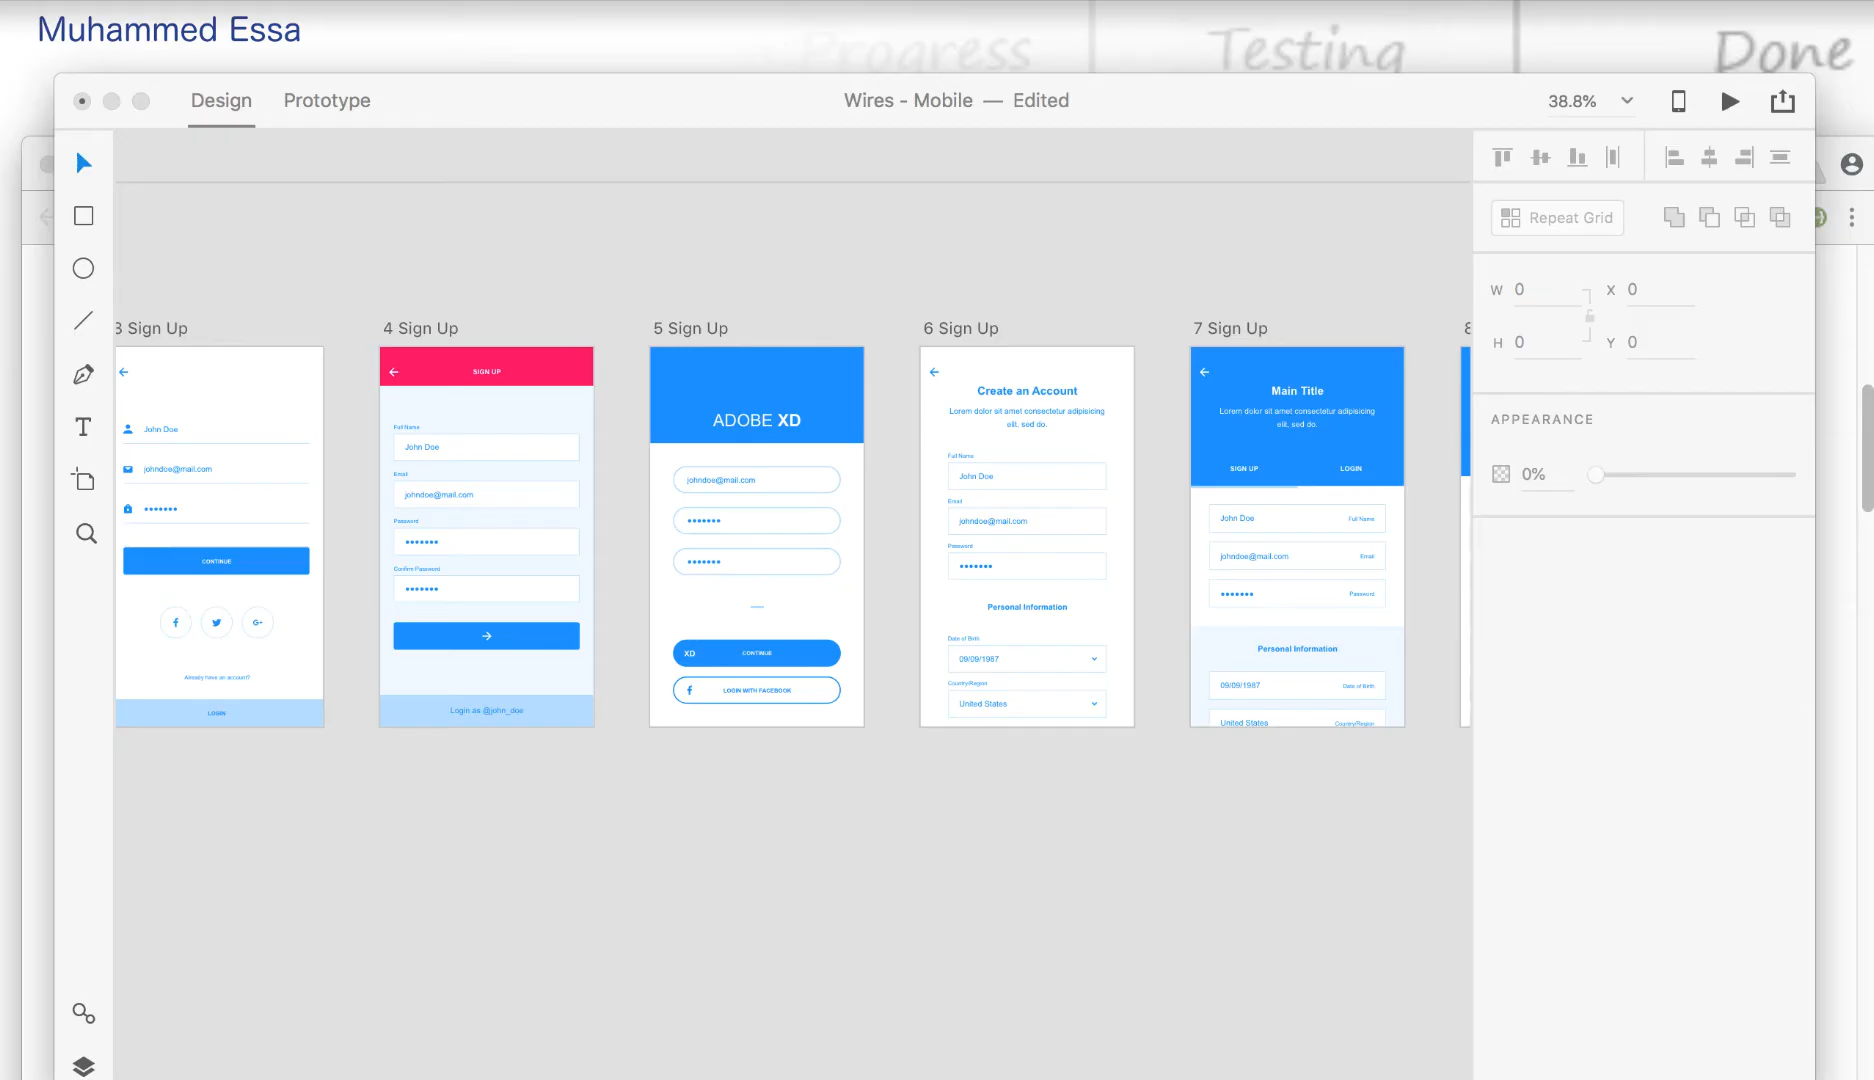 Muhammed Essa
Progress
Testing
Done
Design
Prototype
Wires - Mobile — Edited
38.8%
Repeat Grid
W 0
X 0
H 0
Y 0
APPEARANCE
0%
3 Sign Up
John Doe
johndoe@mail.com
CONTINUE
Already have an account?
LOGIN
4 Sign Up
SIGN UP
Full Name
John Doe
Email
johndoe@mail.com
Password
Confirm Password
Login as @john_doe
5 Sign Up
ADOBE XD
johndoe@mail.com
XD
CONTINUE
LOGIN WITH FACEBOOK
6 Sign Up
Create an Account
Lorem dolor sit amet consectetur adipisicing
elit, sed do.
Full Name
John Doe
Email
johndoe@mail.com
Password
Personal Information
Date of Birth
09/09/1987
Country/Region
United States
7 Sign Up
Main Title
Lorem dolor sit amet consectetur adipisicing
elit, sed do.
SIGN UP
LOGIN
John Doe
Full Name
johndoe@mail.com
Email
Password
Personal Information
09/09/1987
Date of Birth
United States
Country/Region
8